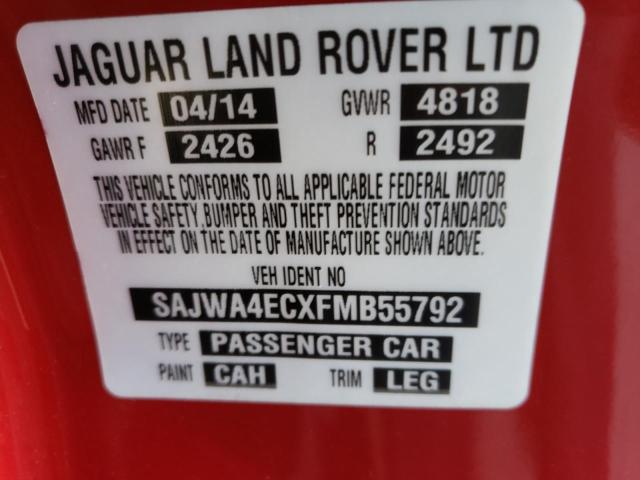 JAGUAR LAND ROVER LTD
MFD DATE 04/14 GVWR 4818
GAWR F 2426 R 2492
THIS VEHICLE CONFORMS TO ALL APPLICABLE FEDERAL MOTOR
VEHICLE SAFETY, BUMPER AND THEFT PREVENTION STANDARDS
IN EFFECT ON THE DATE OF MANUFACTURE SHOWN ABOVE.
VEH IDENT NO
SAJWA4ECXFMB55792
TYPE PASSENGER CAR
PAINT CAH TRIM LEG